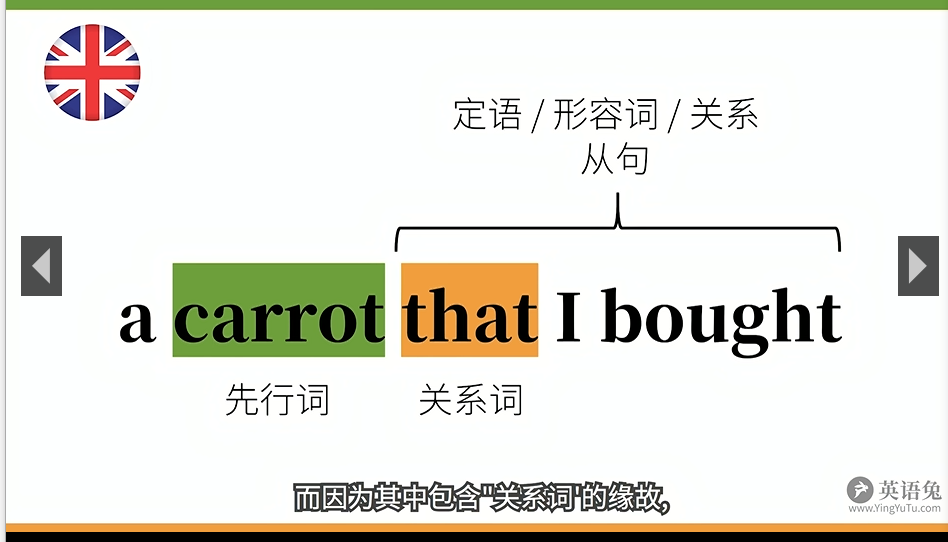 定语 / 形容词 / 关系
从句
a carrot that I bought
先行词 关系词
而因为其中包含"关系词"的缘故,
英语兔
www.YingYuTu.com